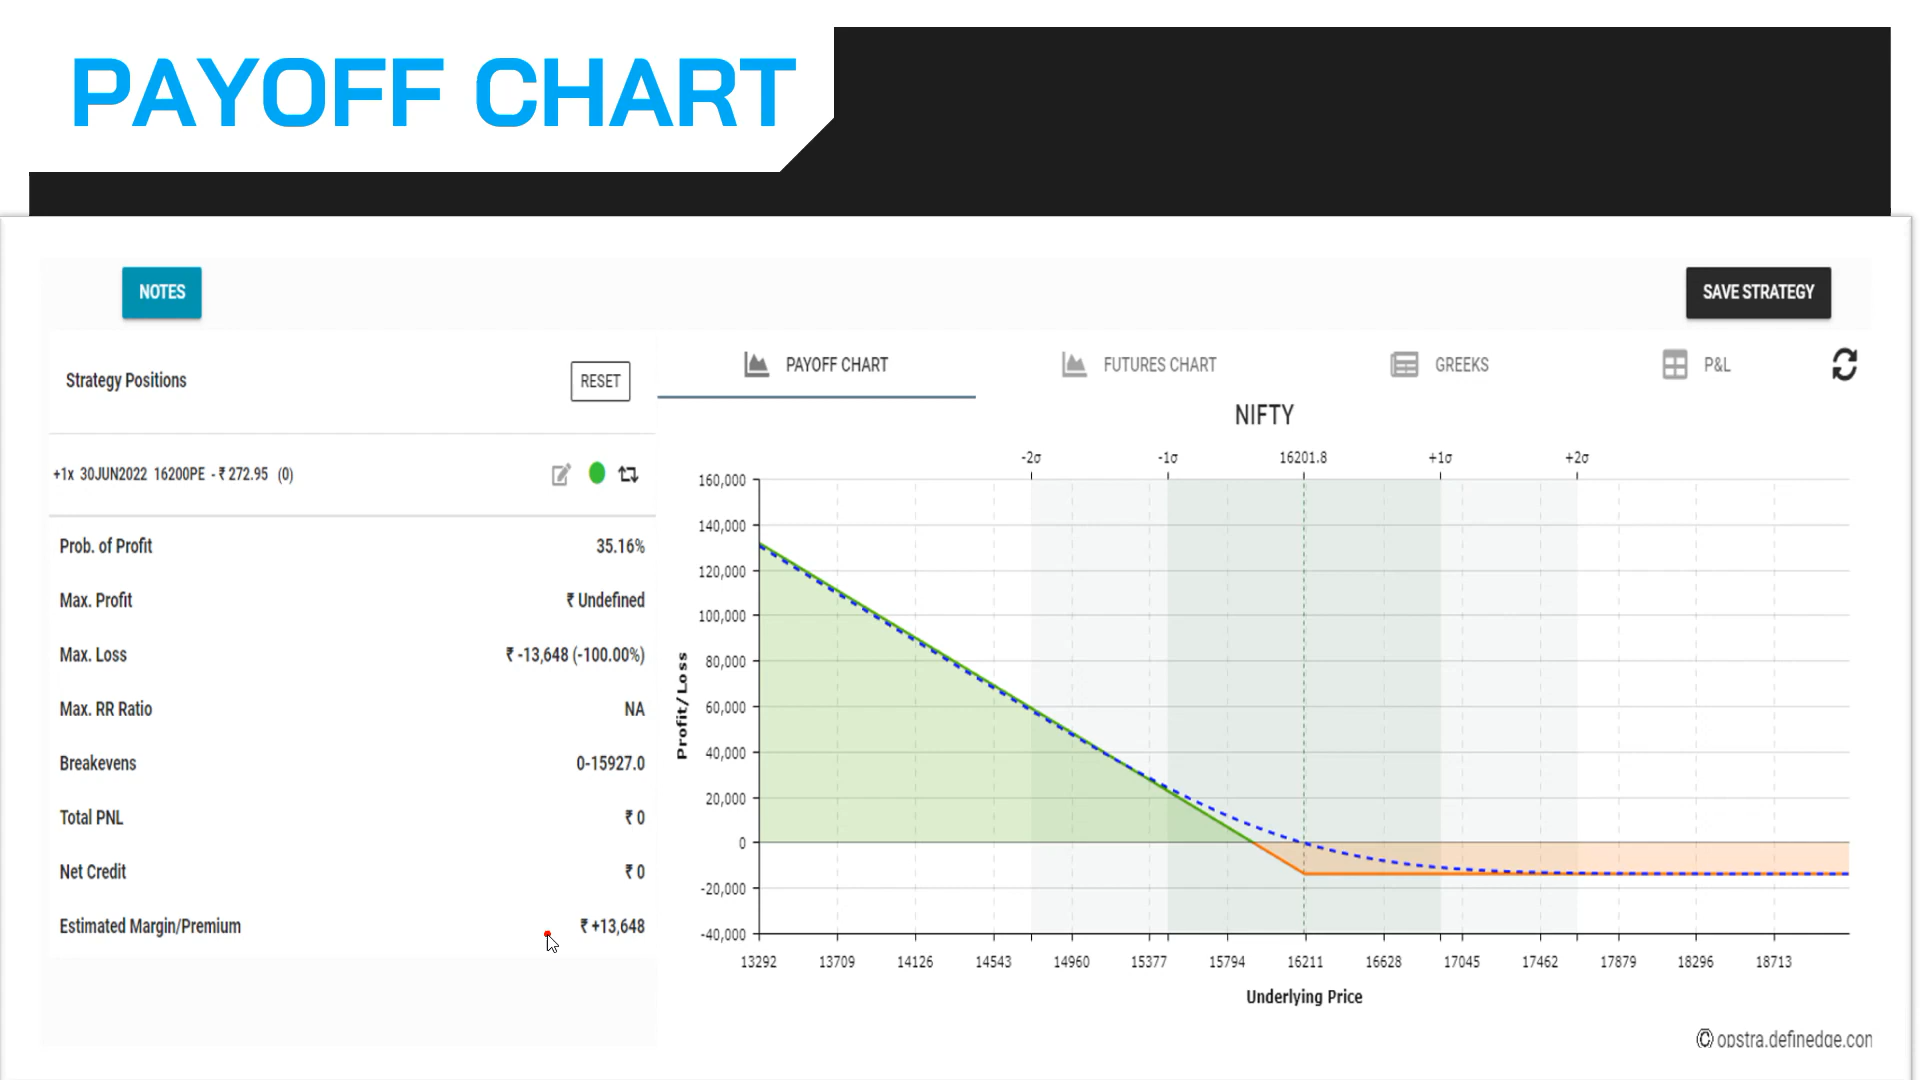 PAYOFF CHART
NOTES
SAVE STRATEGY
Strategy Positions
RESET
+1x 30JUN2022 16200PE - ₹ 272.95 (0)
Prob. of Profit 35.16%
Max. Profit ₹ Undefined
Max. Loss ₹ -13,648 (-100.00%)
Max. RR Ratio NA
Breakevens 0-15927.0
Total PNL ₹ 0
Net Credit ₹ 0
Estimated Margin/Premium ₹ +13,648
PAYOFF CHART FUTURES CHART GREEKS P&L
NIFTY
-2σ -1σ 16201.8 +1σ +2σ
160,000
140,000
120,000
100,000
80,000
60,000
40,000
20,000
0
-20,000
-40,000
Profit/Loss
13292 13709 14126 14543 14960 15377 15794 16211 16628 17045 17462 17879 18296 18713
Underlying Price
© opstra.definedge.com